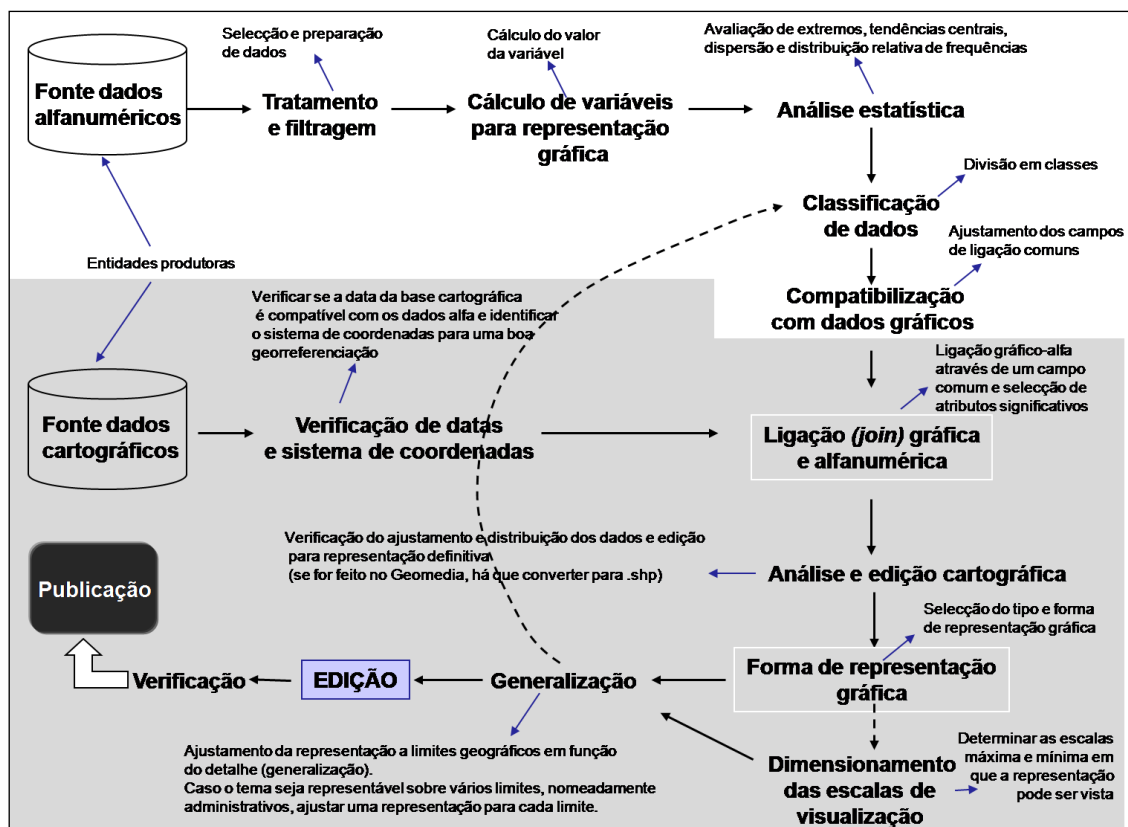 Selecção e preparação
de dados
Cálculo do valor
da variável
Avaliação de extremos, tendências centrais,
dispersão e distribuição relativa de frequências
Fonte dados
alfanuméricos
Tratamento
e filtragem
Cálculo de variáveis
para representação
gráfica
Análise estatística
Divisão em classes
Classificação
de dados
Ajustamento dos campos
de ligação comuns
Entidades produtoras
Compatibilização
com dados gráficos
Verificar se a data da base cartográfica
é compatível com os dados alfa e identificar
o sistema de coordenadas para uma boa
georreferenciação
Ligação gráfico-alfa
através de um campo
comum e selecção de
atributos significativos
Fonte dados
cartográficos
Verificação de datas
e sistema de coordenadas
Ligação (join) gráfica
e alfanumérica
Verificação do ajustamento e distribuição dos dados e edição
para representação definitiva
(se for feito no Geomedia, há que converter para .shp)
Análise e edição cartográfica
Publicação
Selecção do tipo e forma
de representação gráfica
Forma de representação
gráfica
Generalização
EDIÇÃO
Verificação
Ajustamento da representação a limites geográficos em função
do detalhe (generalização).
Caso o tema seja representável sobre vários limites, nomeadamente
administrativos, ajustar uma representação para cada limite.
Dimensionamento
das escalas de
visualização
Determinar as escalas
máxima e mínima em
que a representação
pode ser vista